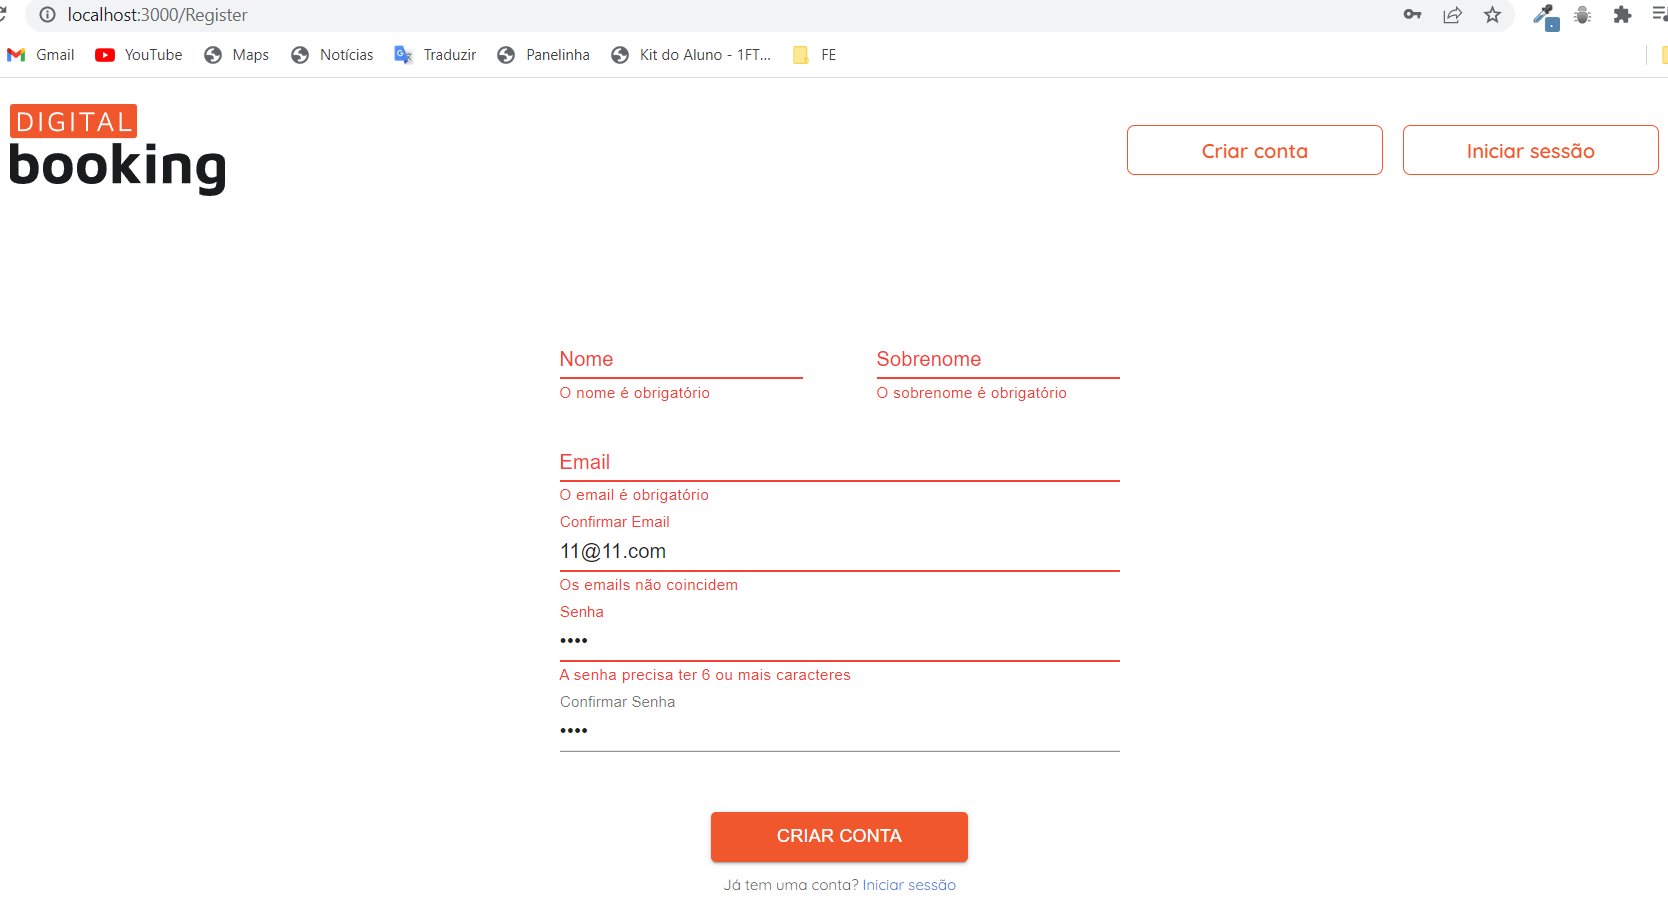 localhost:3000/Register
Gmail YouTube Maps Notícias Traduzir Panelinha Kit do Aluno - 1FT... FE
DIGITAL
booking
Criar conta Iniciar sessão
Nome Sobrenome
O nome é obrigatório O sobrenome é obrigatório
Email
O email é obrigatório
Confirmar Email
11@11.com
Os emails não coincidem
Senha
••••
A senha precisa ter 6 ou mais caracteres
Confirmar Senha
••••
CRIAR CONTA
Já tem uma conta? Iniciar sessão